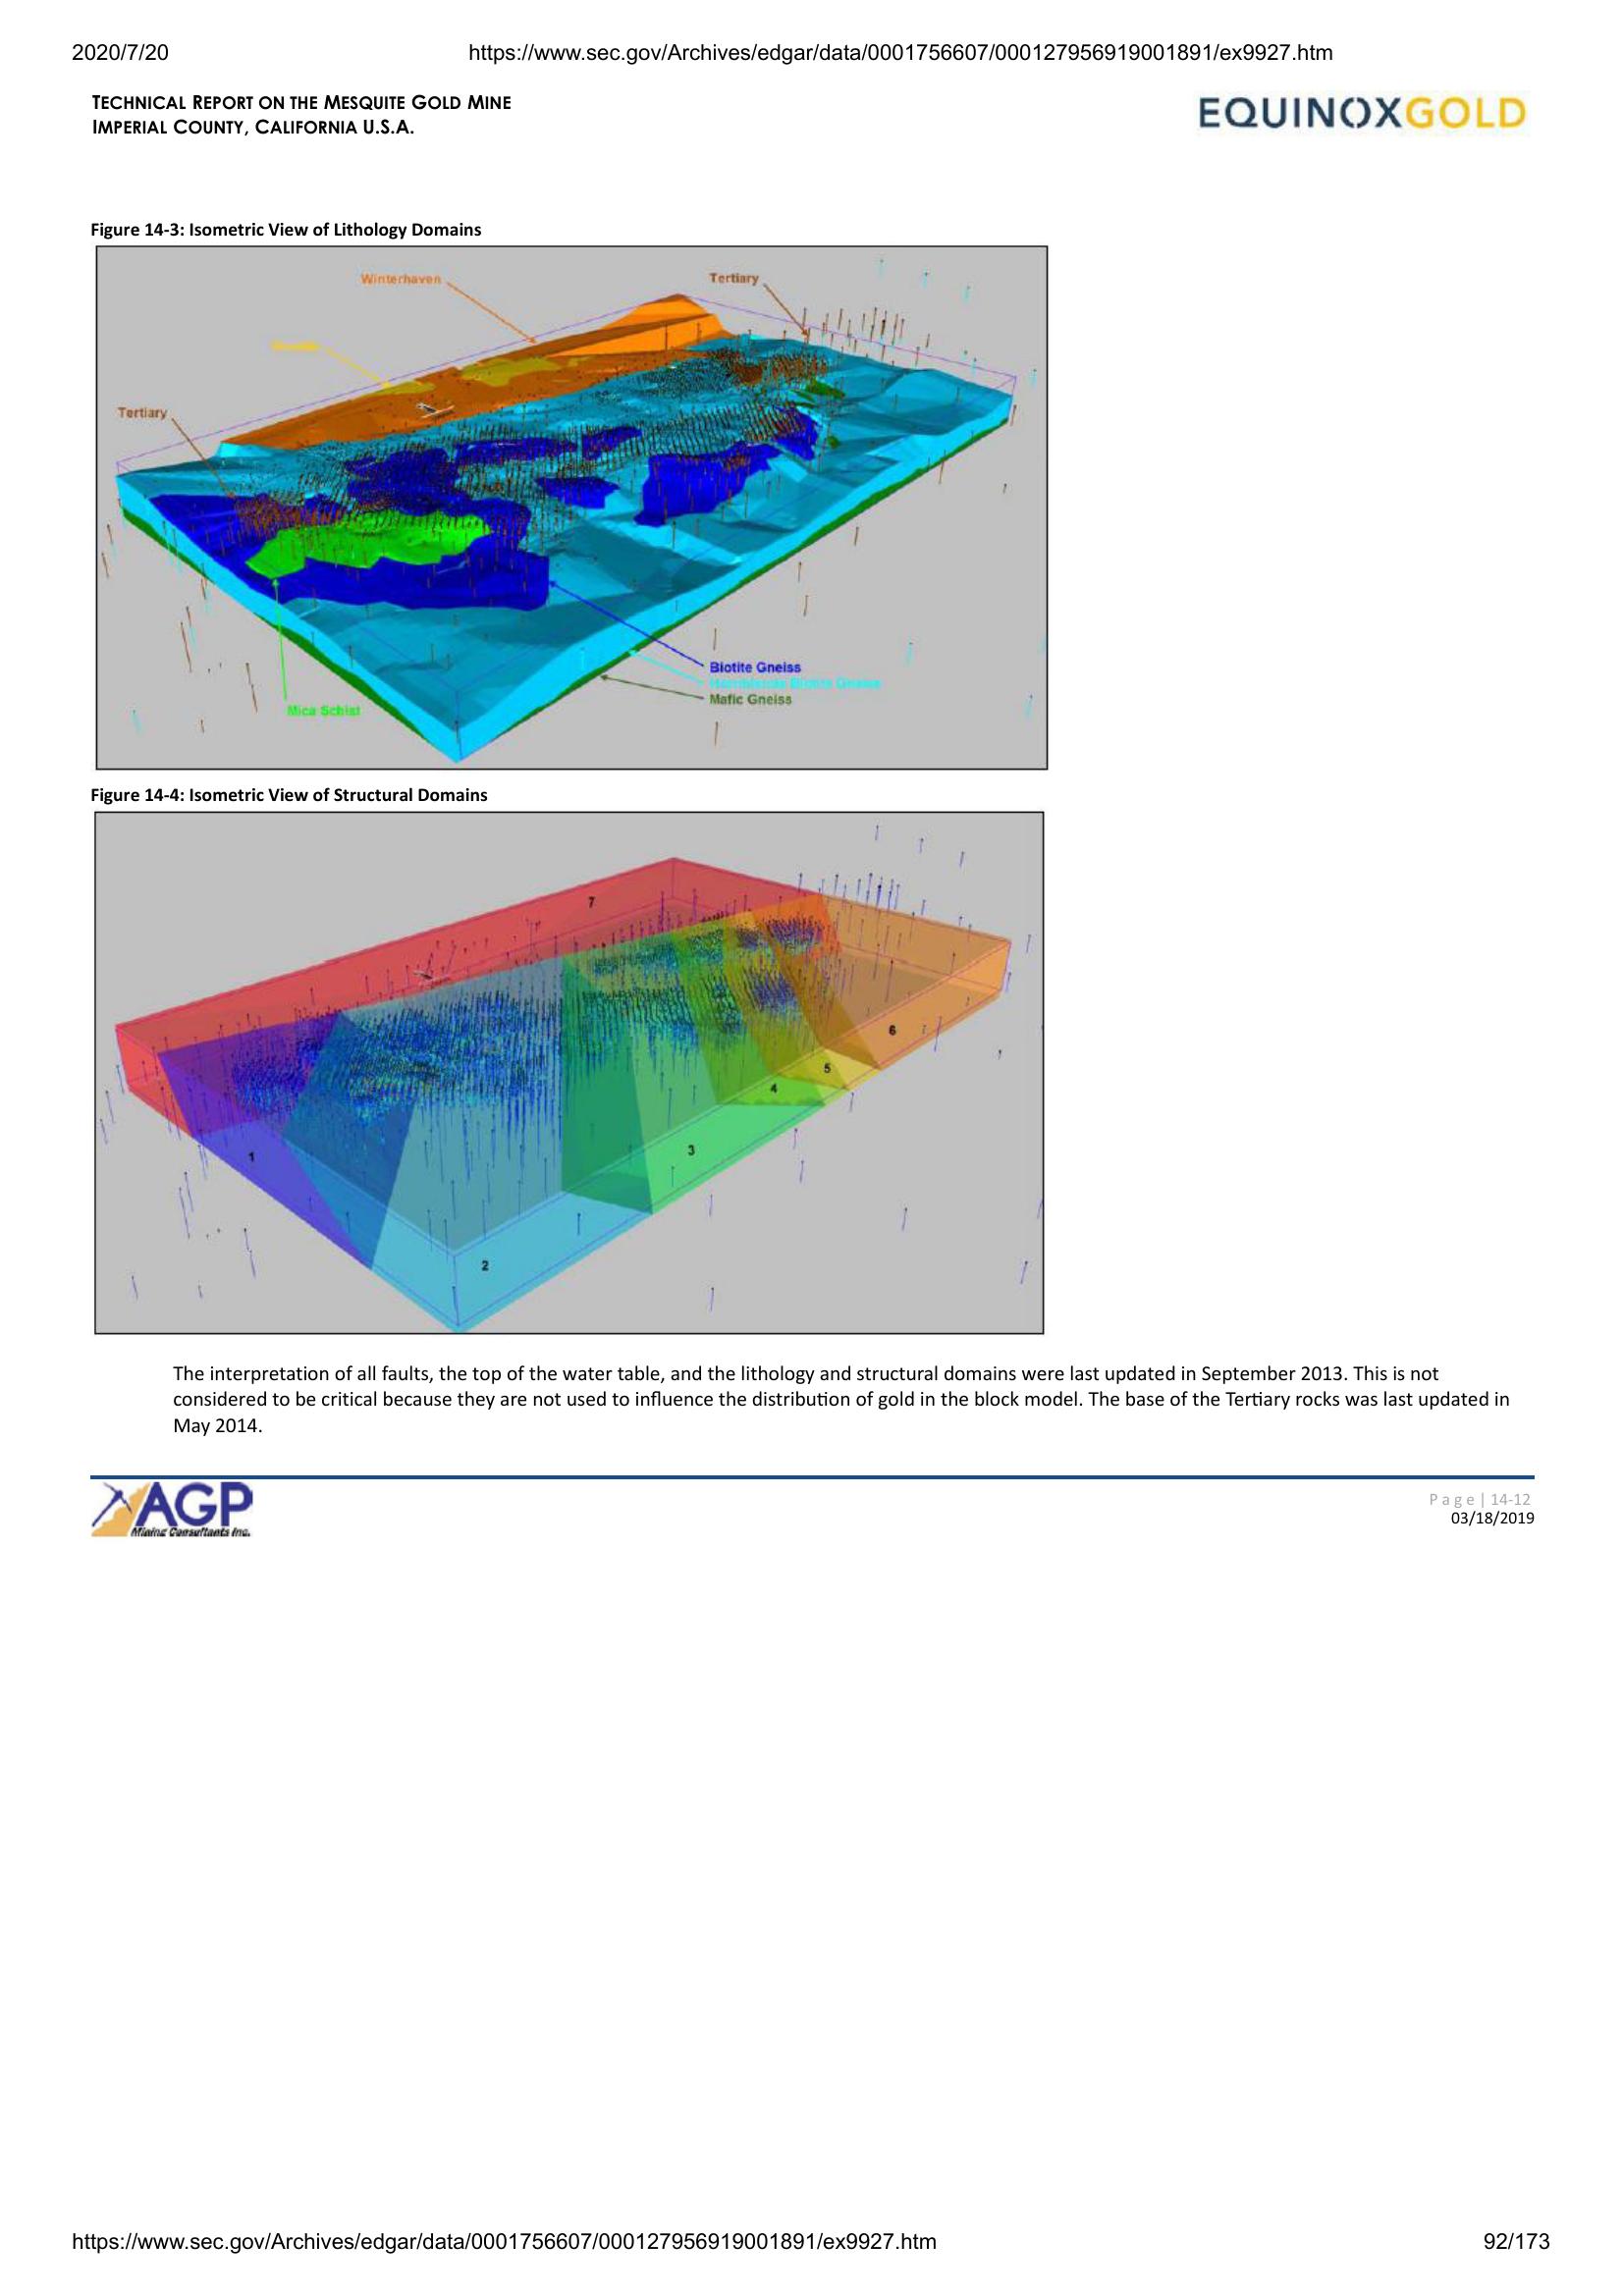 2020/7/20 https://www.sec.gov/Archives/edgar/data/0001756607/000127956919001891/ex9927.htm
TECHNICAL REPORT ON THE MESQUITE GOLD MINE
IMPERIAL COUNTY, CALIFORNIA U.S.A.
EQUINOXGOLD
Figure 14-3: Isometric View of Lithology Domains
Winterhaven
Tertiary
Tertiary
Biotite Gneiss
Hornblende Biotite Gneiss
Mafic Gneiss
Mica Schist
Figure 14-4: Isometric View of Structural Domains
7
6
5
4
3
1
2
The interpretation of all faults, the top of the water table, and the lithology and structural domains were last updated in September 2013. This is not
considered to be critical because they are not used to influence the distribution of gold in the block model. The base of the Tertiary rocks was last updated in
May 2014.
AGP
Mining Consultants Inc.
Page | 14-12
03/18/2019
https://www.sec.gov/Archives/edgar/data/0001756607/000127956919001891/ex9927.htm 92/173